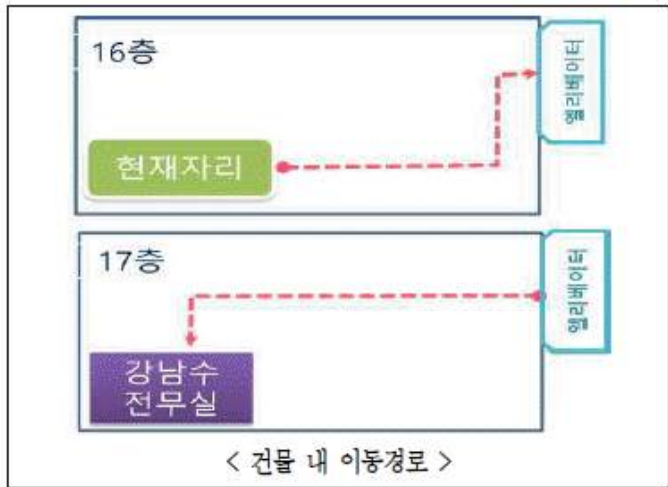 16층
엘리베이터
현재자리
17층
엘리베이터
강남수
전무실
< 건물 내 이동경로 >